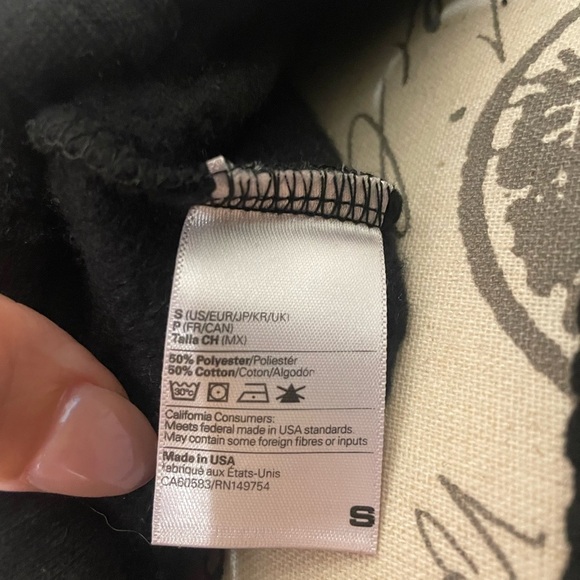 S (US/EUR/JP/KR/UK)
P (FR/CAN)
Talla CH (MX)
50% Polyester/Poliestér
50% Cotton/Coton/Algodór
30°C
California Consumers:
Meets federal made in USA standards.
May contain some foreign fibres or inputs
Made in USA
fabriqué aux États-Unis
/RN149754
S